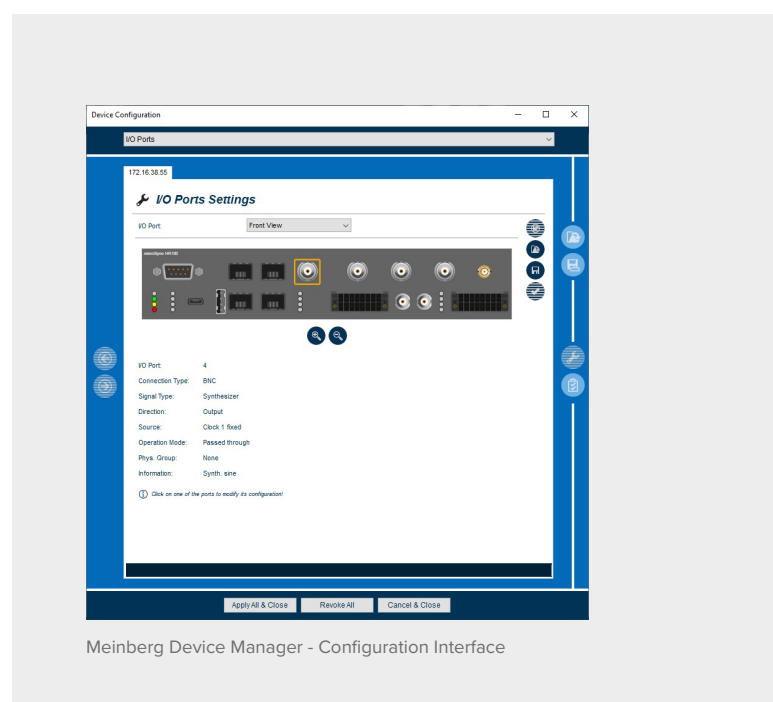 Device Configuration
I/O Ports
172.16.38.55
I/O Ports Settings
I/O Port: Front View
I/O Port: 4
Connection Type: BNC
Signal Type: Synthesizer
Direction: Output
Source: Clock 1 fixed
Operation Mode: Passed through
Phys. Group: None
Information: Synth. sine
Click on one of the ports to modify its configuration!
Apply All & Close Revoke All Cancel & Close
Meinberg Device Manager - Configuration Interface